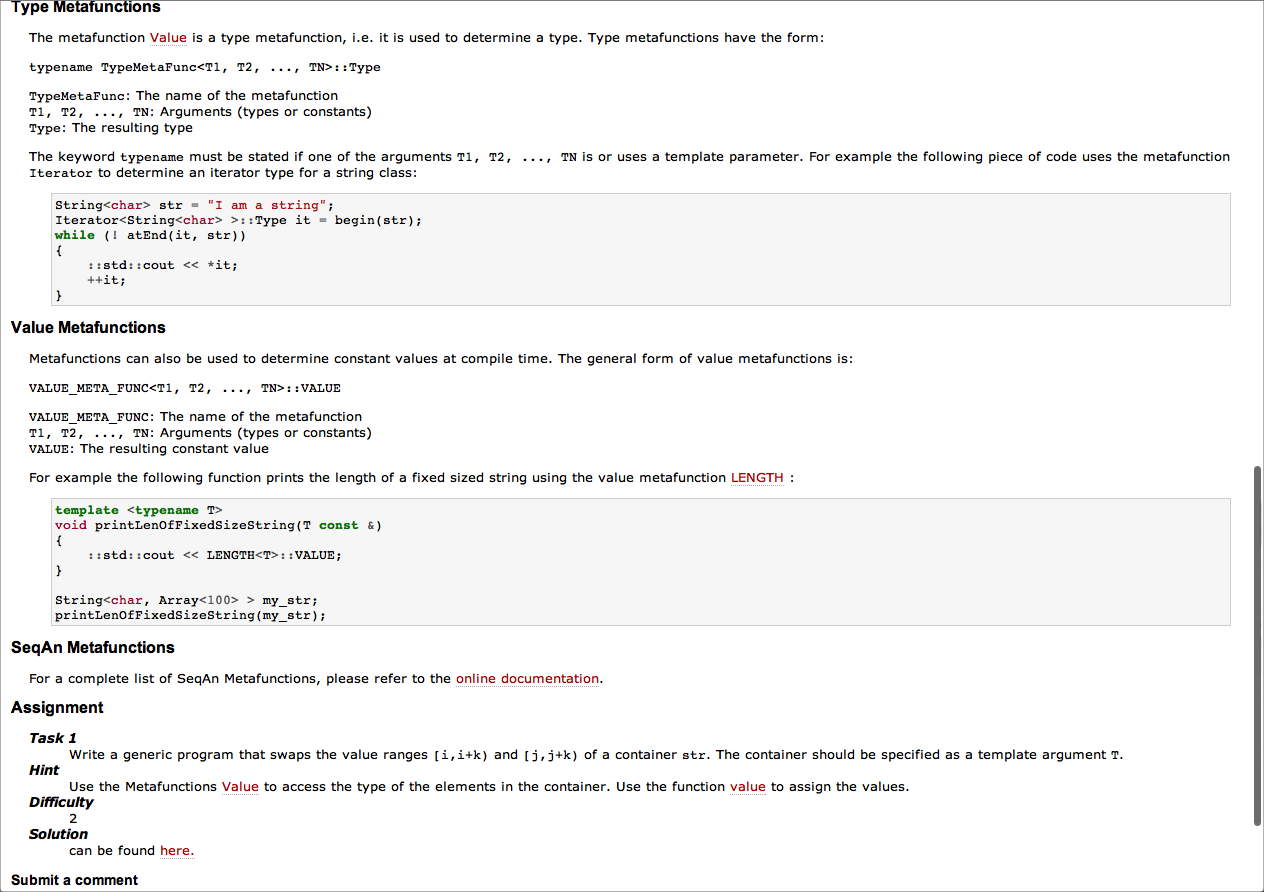 Type Metafunctions
The metafunction Value is a type metafunction, i.e. it is used to determine a type. Type metafunctions have the form:
typename TypeMetaFunc<T1, T2, ..., TN>::Type
TypeMetaFunc: The name of the metafunction
T1, T2, ..., TN: Arguments (types or constants)
Type: The resulting type
The keyword typename must be stated if one of the arguments T1, T2, ..., TN is or uses a template parameter. For example the following piece of code uses the metafunction
Iterator to determine an iterator type for a string class:
String<char> str = "I am a string";
Iterator<String<char> >::Type it = begin(str);
while (! atEnd(it, str))
{
    ::std::cout << *it;
    ++it;
}
Value Metafunctions
Metafunctions can also be used to determine constant values at compile time. The general form of value metafunctions is:
VALUE_META_FUNC<T1, T2, ..., TN>::VALUE
VALUE_META_FUNC: The name of the metafunction
T1, T2, ..., TN: Arguments (types or constants)
VALUE: The resulting constant value
For example the following function prints the length of a fixed sized string using the value metafunction LENGTH :
template <typename T>
void printLenOfFixedSizeString(T const &)
{
    ::std::cout << LENGTH<T>::VALUE;
}
String<char, Array<100> > my_str;
printLenOfFixedSizeString(my_str);
SeqAn Metafunctions
For a complete list of SeqAn Metafunctions, please refer to the online documentation.
Assignment
Task 1
Write a generic program that swaps the value ranges [i,i+k) and [j,j+k) of a container str. The container should be specified as a template argument T.
Hint
Use the Metafunctions Value to access the type of the elements in the container. Use the function value to assign the values.
Difficulty
2
Solution
can be found here.
Submit a comment